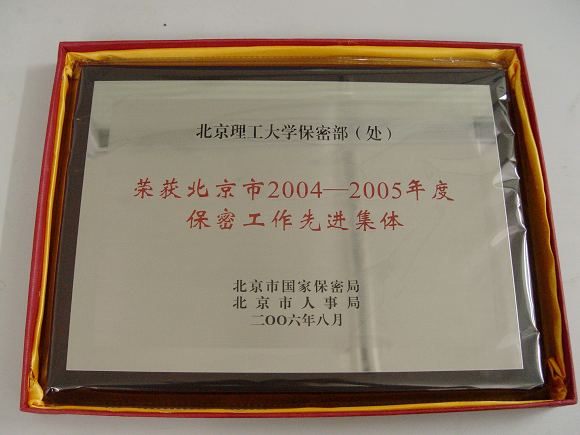 北京理工大学保密部（处）
荣获北京市2004—2005年度
保密工作先进集体
北京市国家保密局
北京市人事局
二OO六年八月